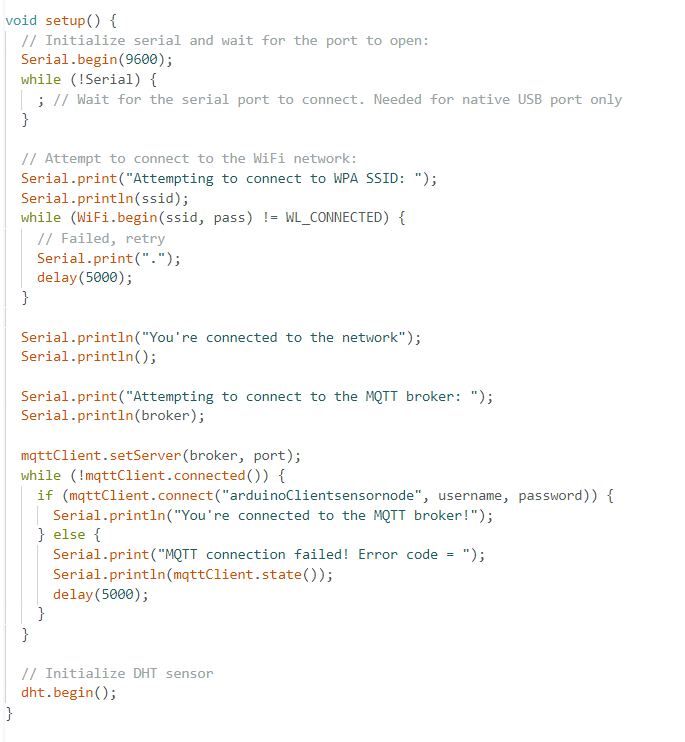 void setup() {
  // Initialize serial and wait for the port to open:
  Serial.begin(9600);
  while (!Serial) {
    ; // Wait for the serial port to connect. Needed for native USB port only
  }

  // Attempt to connect to the WiFi network:
  Serial.print("Attempting to connect to WPA SSID: ");
  Serial.println(ssid);
  while (WiFi.begin(ssid, pass) != WL_CONNECTED) {
    // Failed, retry
    Serial.print(".");
    delay(5000);
  }

  Serial.println("You're connected to the network");
  Serial.println();

  Serial.print("Attempting to connect to the MQTT broker: ");
  Serial.println(broker);

  mqttClient.setServer(broker, port);
  while (!mqttClient.connected()) {
    if (mqttClient.connect("arduinoClientsensornode", username, password)) {
      Serial.println("You're connected to the MQTT broker!");
    } else {
      Serial.print("MQTT connection failed! Error code = ");
      Serial.println(mqttClient.state());
      delay(5000);
    }
  }

  // Initialize DHT sensor
  dht.begin();
}